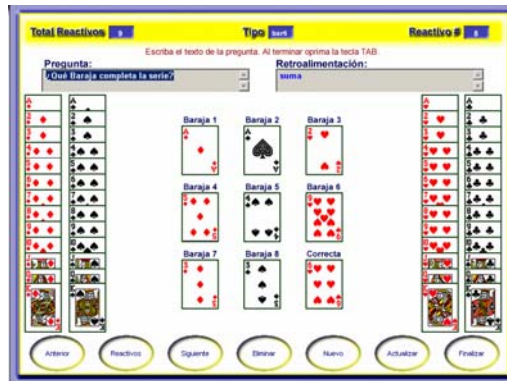 Total Reactivos 9 Tipo bar6 Reactivo # 8
Escriba el texto de la pregunta. Al terminar oprima la tecla TAB.
Pregunta: Retroalimentación:
¿Qué Baraja completa la serie? suma
Baraja 1 Baraja 2 Baraja 3
Baraja 4 Baraja 5 Baraja 6
Baraja 7 Baraja 8 Correcta
Anterior Reactivos Siguiente Eliminar Nuevo Actualizar Finalizar